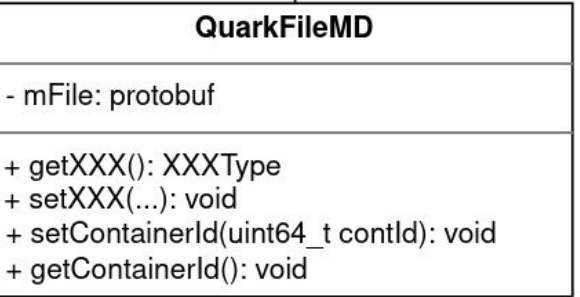 QuarkFileMD
- mFile: protobuf
+ getXXX(): XXXType
+ setXXX(...): void
+ setContainerId(uint64_t contId): void
+ getContainerId(): void